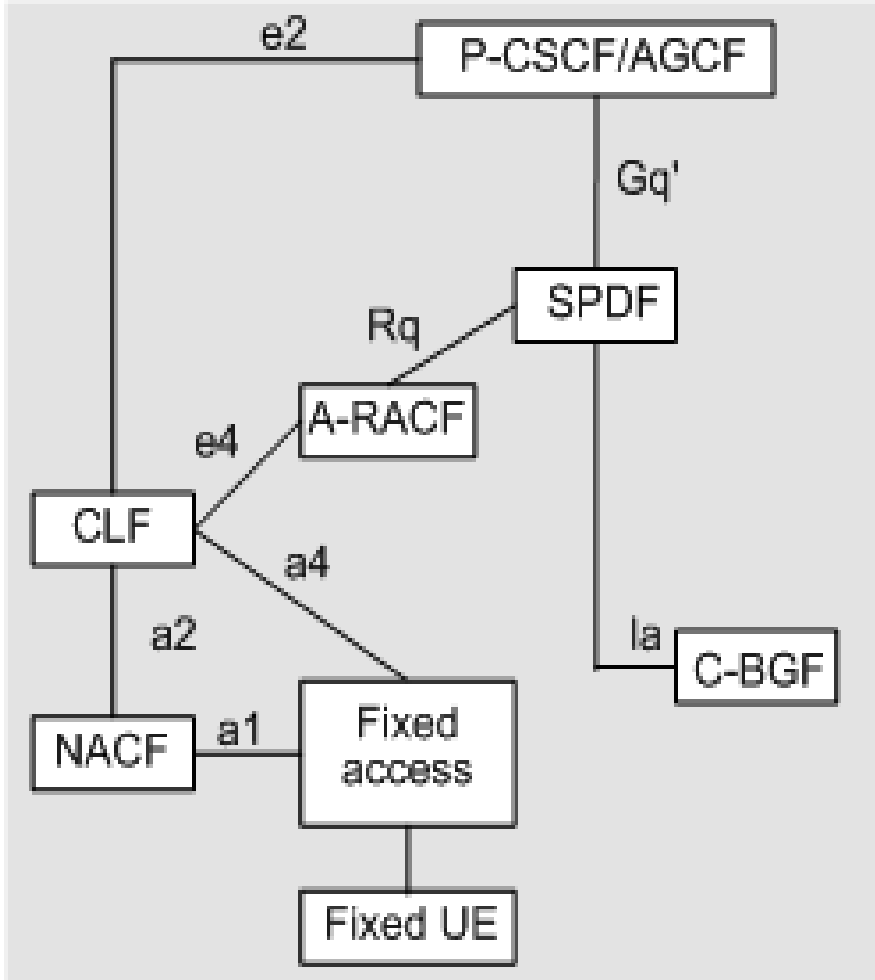 e2
P-CSCF/AGCF
Gq'
SPDF
Rq
A-RACF
e4
CLF
a4
a2
Ia
C-BGF
NACF
a1
Fixed
access
Fixed UE